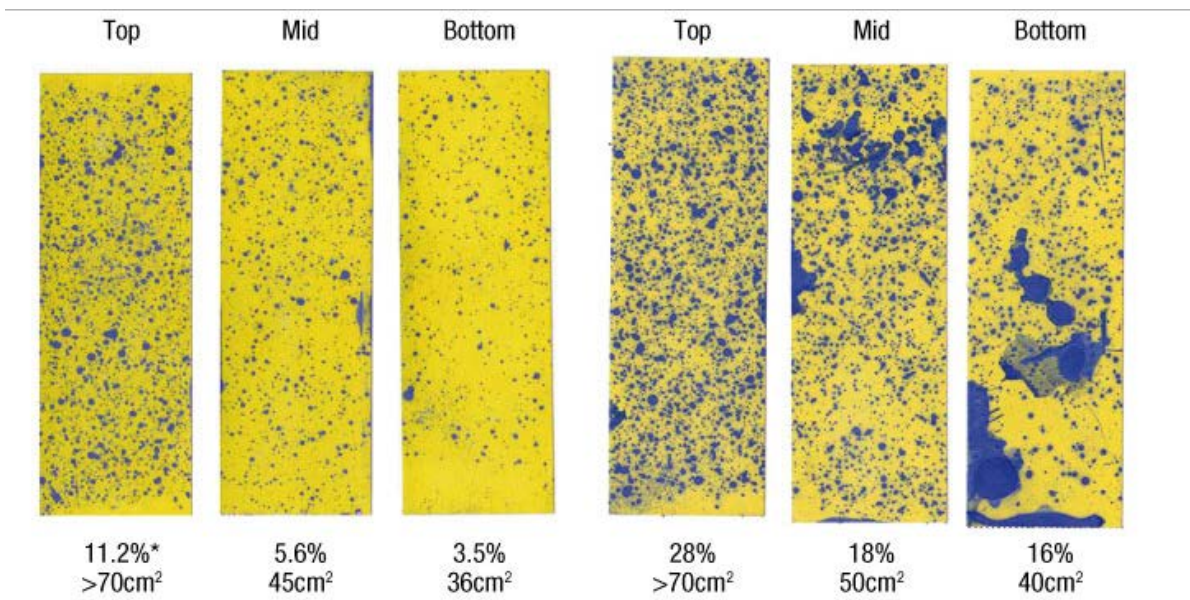 Top Mid Bottom Top Mid Bottom
11.2%* 5.6% 3.5% 28% 18% 16%
>70cm² 45cm² 36cm² >70cm² 50cm² 40cm²